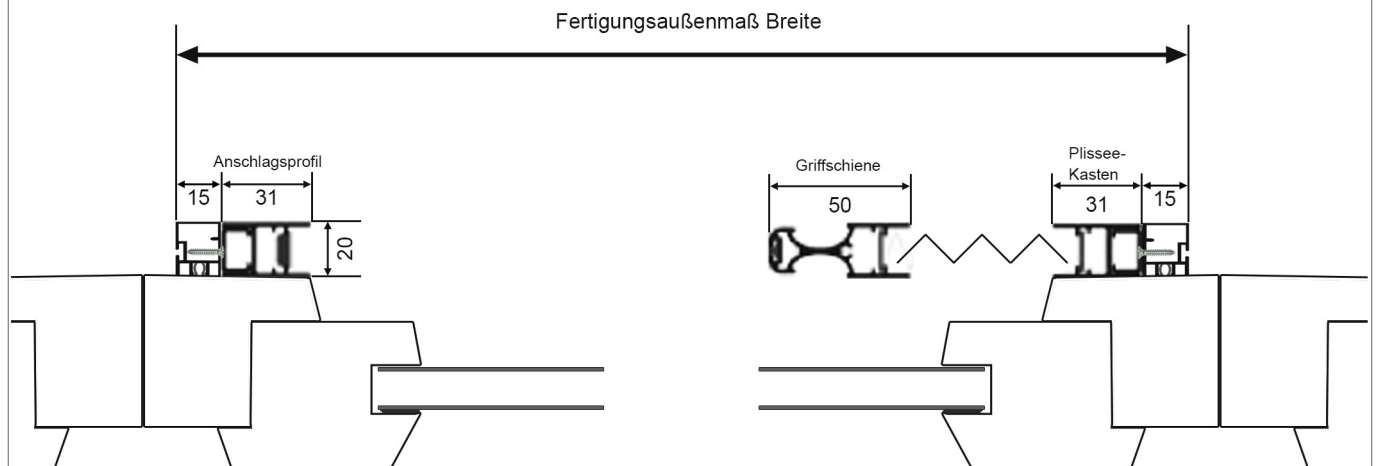 Fertigungsaußenmaß Breite
Anschlagsprofil
15
31
20
Griffschiene
50
Plissee-
Kasten
31
15